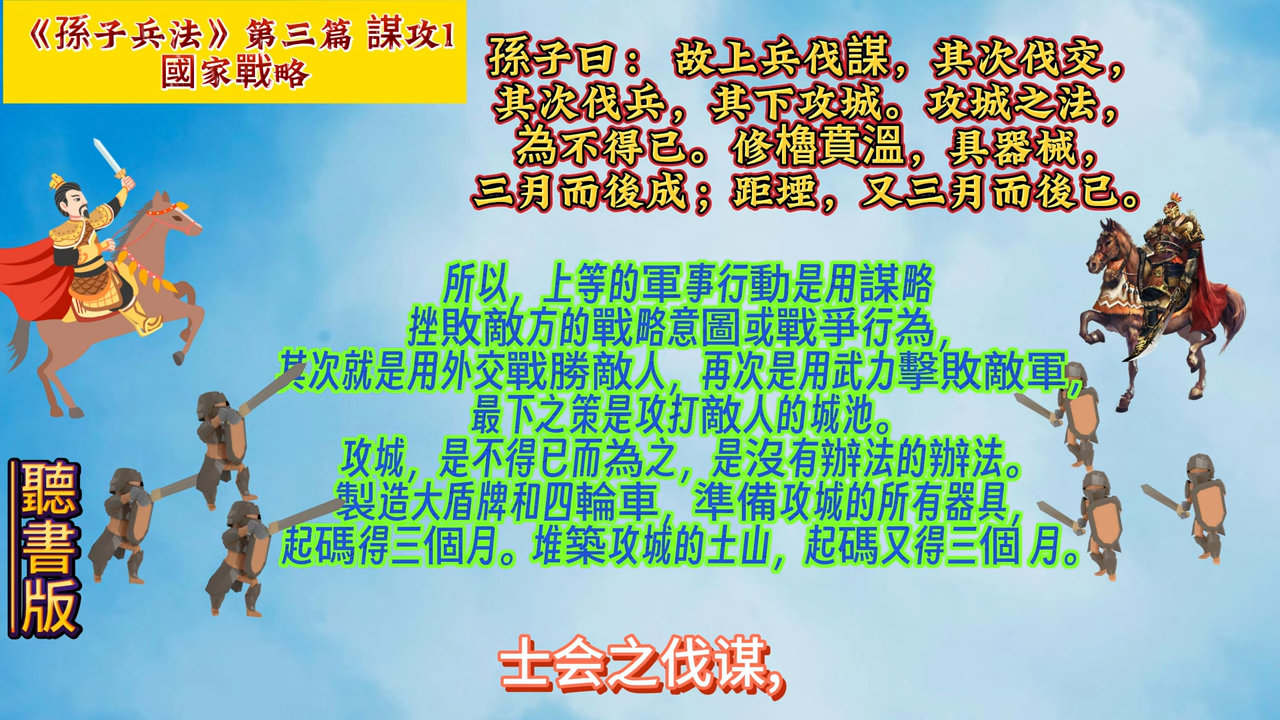 《孫子兵法》第三篇 謀攻1
國家戰略
孫子曰： 故上兵伐謀，其次伐交，
其次伐兵，其下攻城。攻城之法，
為不得已。修櫓賁溫，具器械，
三月而後成；距堙，又三月而後已。
所以，上等的軍事行動是用謀略
挫敗敵方的戰略意圖或戰爭行為，
其次就是用外交戰勝敵人，再次是用武力擊敗敵軍，
最下之策是攻打敵人的城池。
攻城，是不得已而為之，是沒有辦法的辦法。
製造大盾牌和四輪車，準備攻城的所有器具，
起碼得三個月。堆築攻城的土山，起碼又得三個 月。
聽書版
士会之伐谋,